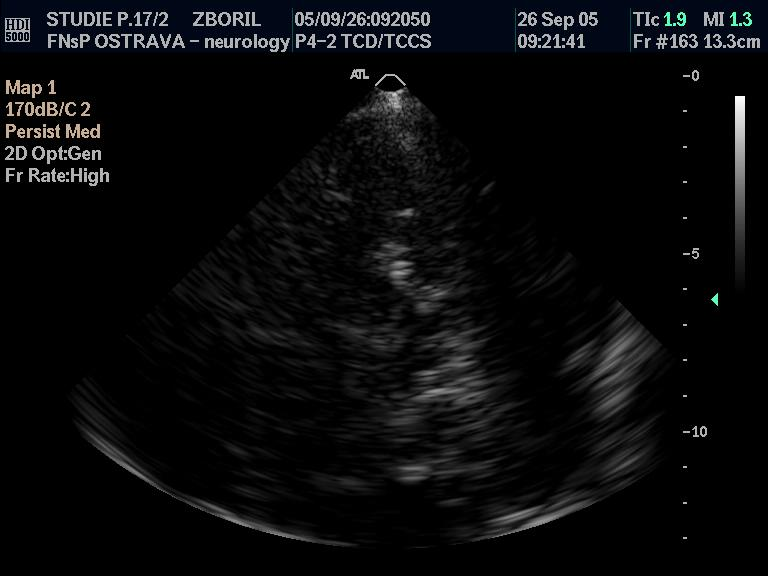 HDI 5000
STUDIE P.17/2 ZBORIL 05/09/26:092050 26 Sep 05 TIc 1.9 MI 1.3
FNsP OSTRAVA - neurology P4-2 TCD/TCCS 09:21:41 Fr #163 13.3cm
ATL
0
Map 1
170dB/C 2
Persist Med
2D Opt:Gen
Fr Rate:High
5
10